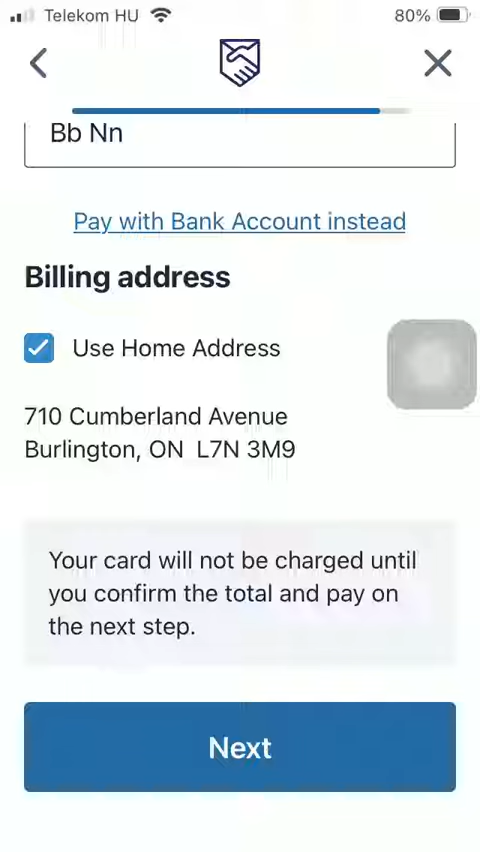 Telekom HU
80%
Bb Nn
Pay with Bank Account instead
Billing address
Use Home Address
710 Cumberland Avenue
Burlington, ON L7N 3M9
Your card will not be charged until
you confirm the total and pay on
the next step.
Next